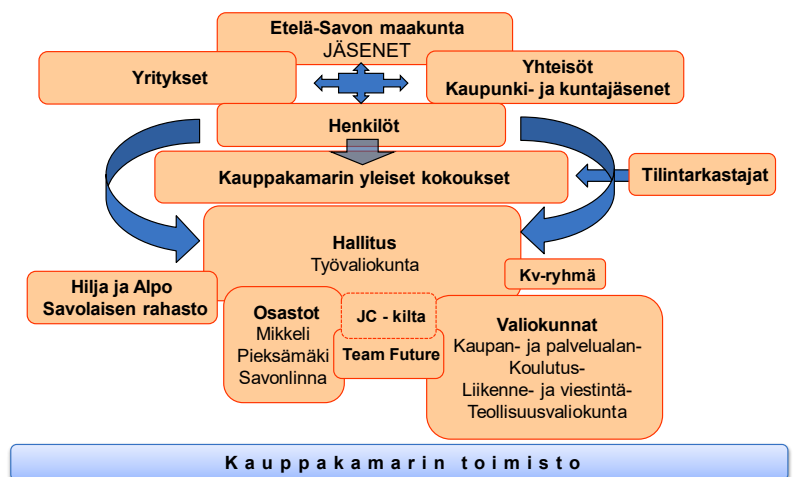 Etelä-Savon maakunta
JÄSENET
Yritykset
Yhteisöt
Kaupunki- ja kuntajäsenet
Henkilöt
Kauppakamarin yleiset kokoukset
Tilintarkastajat
Hallitus
Työvaliokunta
Kv-ryhmä
Hilja ja Alpo
Savolaisen rahasto
Osastot
Mikkeli
Pieksämäki
Savonlinna
JC - kilta
Team Future
Valiokunnat
Kaupan- ja palvelualan-
Koulutus-
Liikenne- ja viestintä-
Teollisuusvaliokunta
Kauppakamarin toimisto